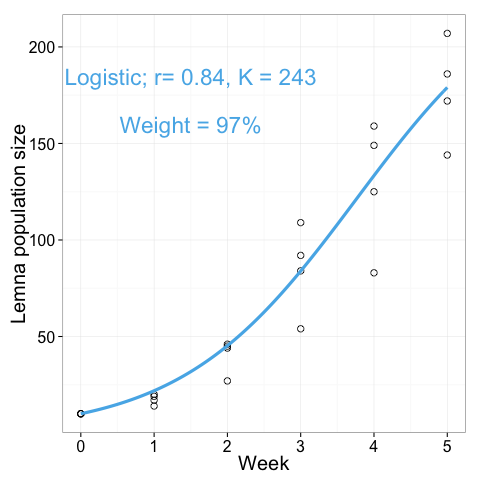 Logistic; r= 0.84, K = 243
Weight = 97%
Lemna population size
200
150
100
50
0 1 2 3 4 5
Week